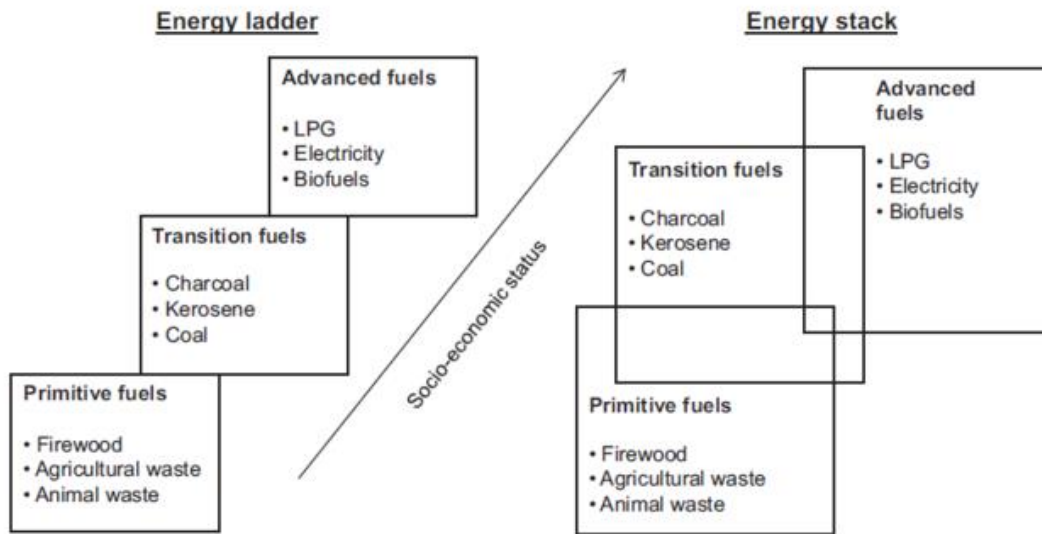 Energy ladder
Advanced fuels
• LPG
• Electricity
• Biofuels
Transition fuels
• Charcoal
• Kerosene
• Coal
Primitive fuels
• Firewood
• Agricultural waste
• Animal waste
Socio-economic status
Energy stack
Advanced
fuels
• LPG
• Electricity
• Biofuels
Transition fuels
• Charcoal
• Kerosene
• Coal
Primitive fuels
• Firewood
• Agricultural waste
• Animal waste